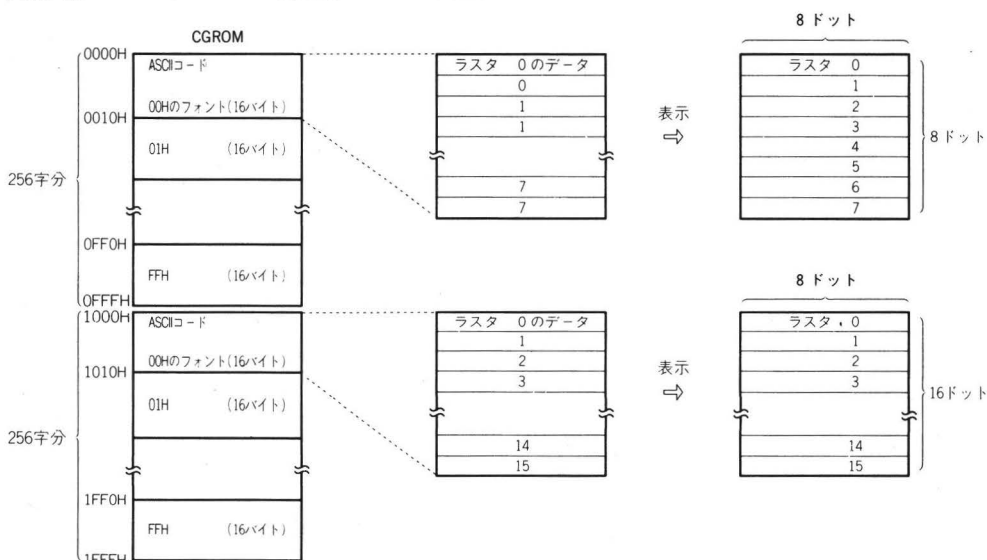 8 ドット
CGROM
0000H
ASCIIコード
00Hのフォント(16バイト)
0010H
01H (16バイト)
256字分
0FF0H
FFH (16バイト)
0FFFH
ラスタ 0のデータ
0
1
1
7
7
表示
⇨
ラスタ 0
1
2
3
4
5
6
7
8ドット
8 ドット
1000H
ASCIIコード
00Hのフォント(16バイト)
1010H
01H (16バイト)
256字分
1FF0H
FFH (16バイト)
1FFFH
ラスタ 0のデータ
1
2
3
14
15
表示
⇨
ラスタ 0
1
2
3
14
15
16ドット